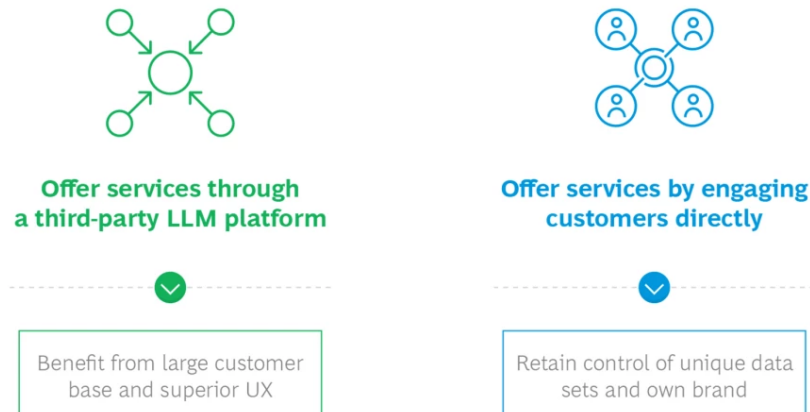 Offer services through
a third-party LLM platform
Benefit from large customer
base and superior UX
Offer services by engaging
customers directly
Retain control of unique data
sets and own brand